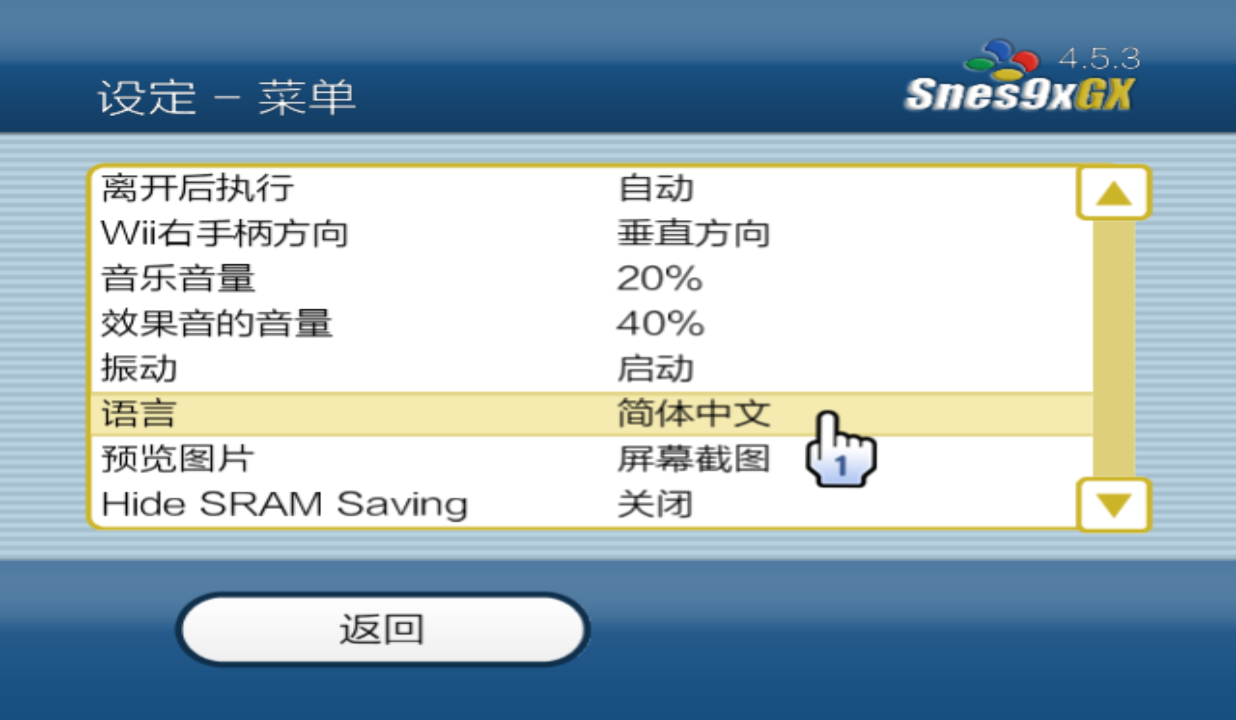 设定 - 菜单
4.5.3
Snes9xGX
离开后执行 自动
Wii右手柄方向 垂直方向
音乐音量 20%
效果音的音量 40%
振动 启动
语言 简体中文
预览图片 屏幕截图
1
Hide SRAM Saving 关闭
返回